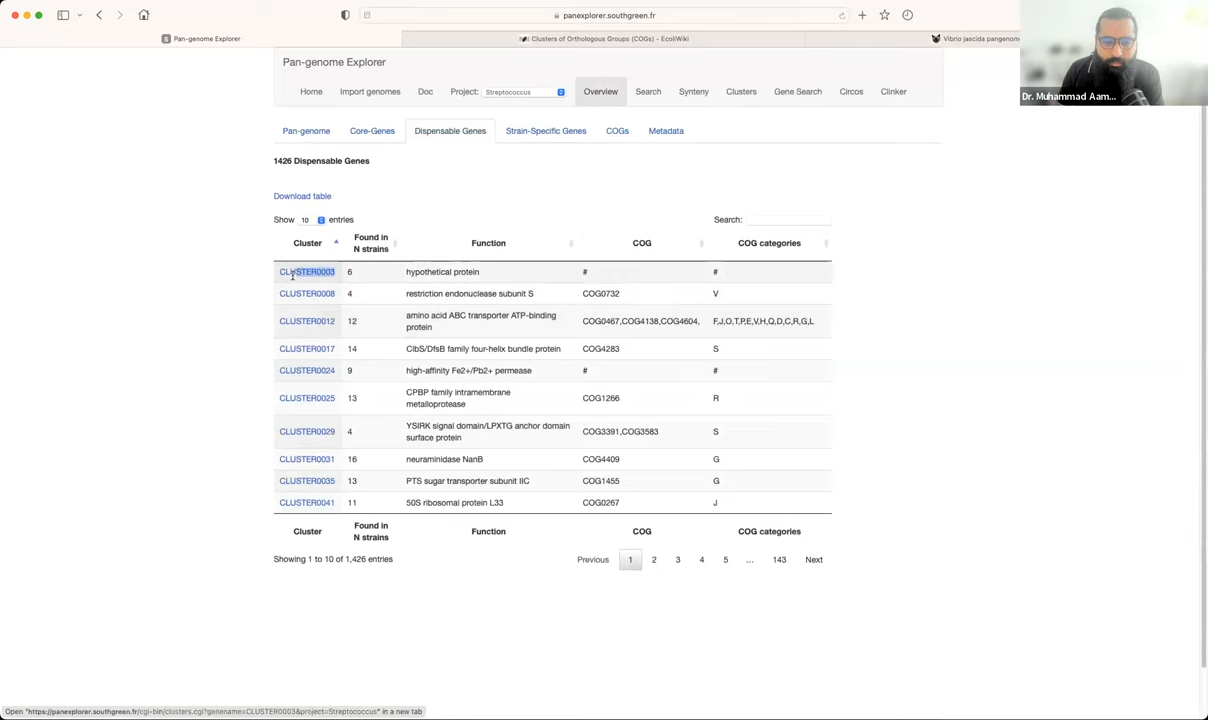 panexplorer.southgreen.fr
S Pan-genome Explorer
Clusters of Orthologous Groups (COGs) - EcoliWiki
Vibrio jascida pangenom
Dr. Muhammad Aam...
Pan-genome Explorer
Home Import genomes Doc Project: Streptococcus Overview Search Synteny Clusters Gene Search Circos Clinker
Pan-genome Core-Genes Dispensable Genes Strain-Specific Genes COGs Metadata
1426 Dispensable Genes
Download table
Show 10 entries Search:
Cluster Found in N strains Function COG COG categories
CLUSTER0003 6 hypothetical protein # #
CLUSTER0008 4 restriction endonuclease subunit S COG0732 V
CLUSTER0012 12 amino acid ABC transporter ATP-binding protein COG0467,COG4138,COG4604, F,J,O,T,P,E,V,H,Q,D,C,R,G,L
CLUSTER0017 14 CibS/DfsB family four-helix bundle protein COG4283 S
CLUSTER0024 9 high-affinity Fe2+/Pb2+ permease # #
CLUSTER0025 13 CPBP family intramembrane metalloprotease COG1266 R
CLUSTER0029 4 YSIRK signal domain/LPXTG anchor domain surface protein COG3391,COG3583 S
CLUSTER0031 16 neuraminidase NanB COG4409 G
CLUSTER0035 13 PTS sugar transporter subunit IIC COG1455 G
CLUSTER0041 11 50S ribosomal protein L33 COG0267 J
Cluster Found in N strains Function COG COG categories
Showing 1 to 10 of 1,426 entries Previous 1 2 3 4 5 ... 143 Next
Open "https://panexplorer.southgreen.fr/cgi-bin/clusters.cgi?genename=CLUSTER0003&project=Streptococcus" in a new tab